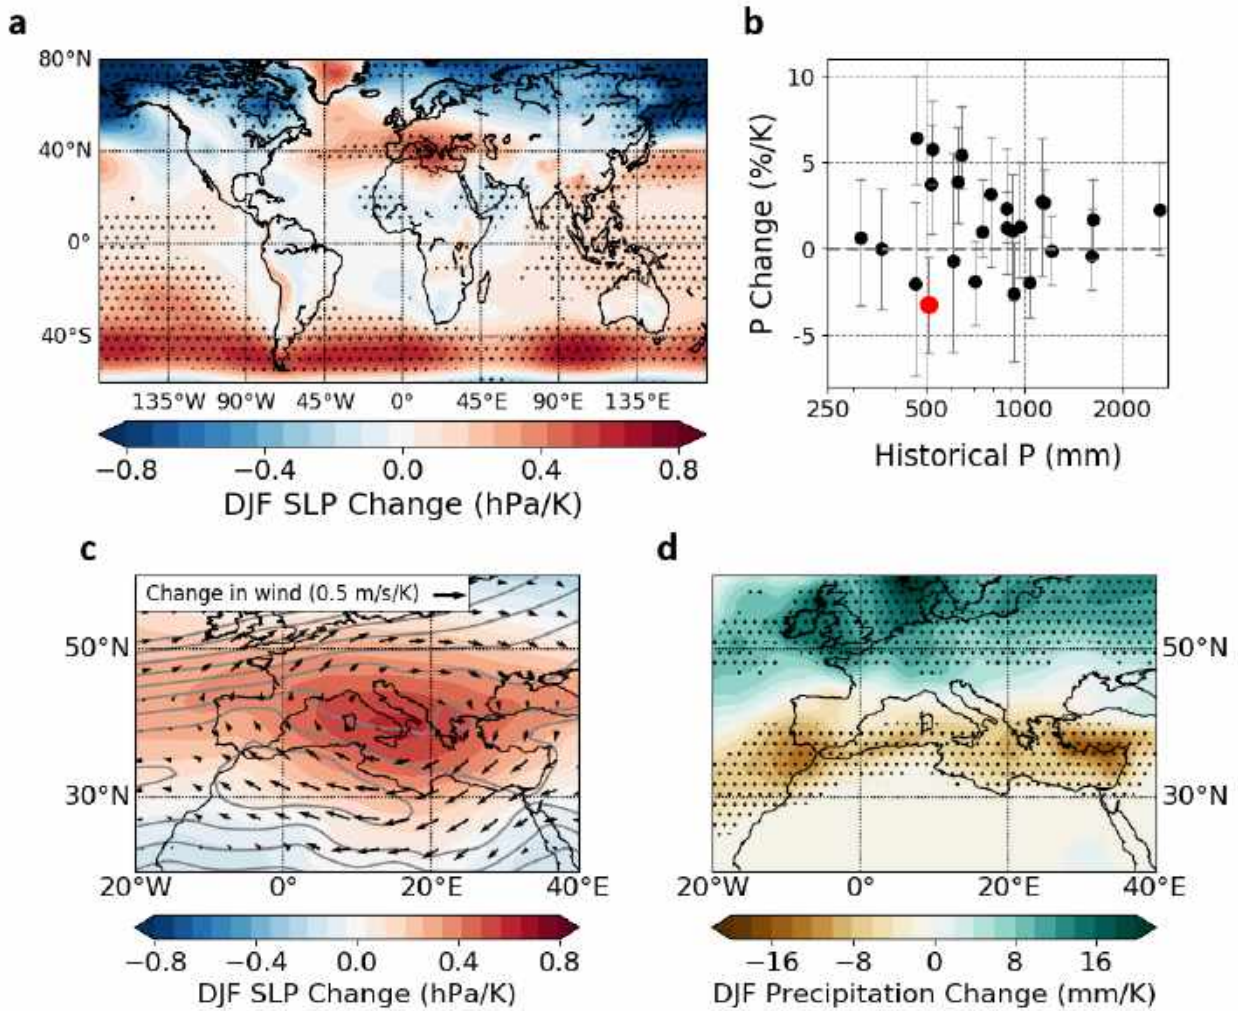 a
80°N
40°N
0°
40°S
135°W 90°W 45°W 0° 45°E 90°E 135°E
−0.8 −0.4 0.0 0.4 0.8
DJF SLP Change (hPa/K)
b
10
5
0
-5
P Change (%/K)
250 500 1000 2000
Historical P (mm)
c
Change in wind (0.5 m/s/K)
50°N
30°N
20°W 0° 20°E 40°E
−0.8 −0.4 0.0 0.4 0.8
DJF SLP Change (hPa/K)
d
50°N
30°N
20°W 0° 20°E 40°E
−16 −8 0 8 16
DJF Precipitation Change (mm/K)